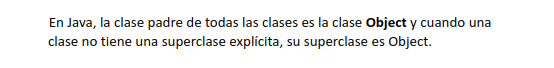 En Java, la clase padre de todas las clases es la clase Object y cuando una
clase no tiene una superclase explícita, su superclase es Object.